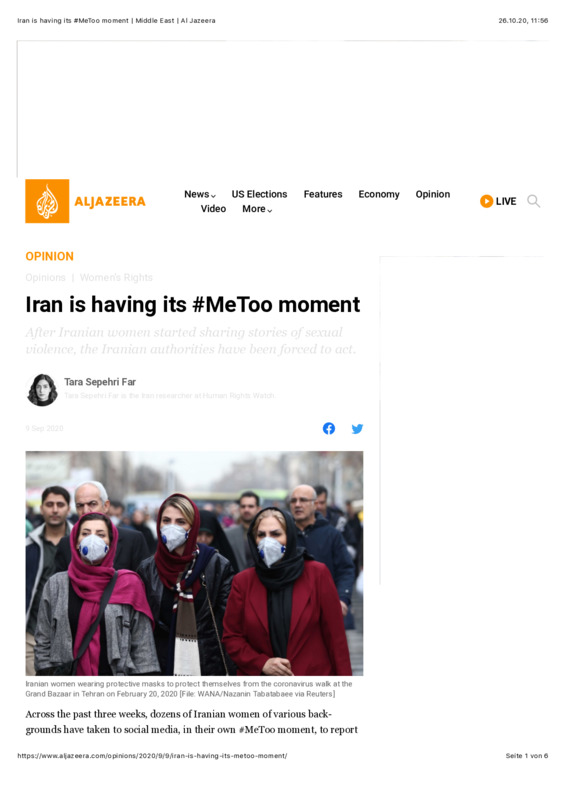 Iran is having its #MeToo moment | Middle East | Al Jazeera
26.10.20, 11:56
ALJAZEERA
News
US Elections
Features
Economy
Opinion
Video
More
LIVE
OPINION
Opinions | Women's Rights
Iran is having its #MeToo moment
After Iranian women started sharing stories of sexual
violence, the Iranian authorities have been forced to act.
Tara Sepehri Far
Tara Sepehri Far is the Iran researcher at Human Rights Watch.
9 Sep 2020
Iranian women wearing protective masks to protect themselves from the coronavirus walk at the
Grand Bazaar in Tehran on February 20, 2020 [File: WANA/Nazanin Tabatabaee via Reuters]
Across the past three weeks, dozens of Iranian women of various back-
grounds have taken to social media, in their own #MeToo moment, to report
https://www.aljazeera.com/opinions/2020/9/9/iran-is-having-its-metoo-moment/
Seite 1 von 6